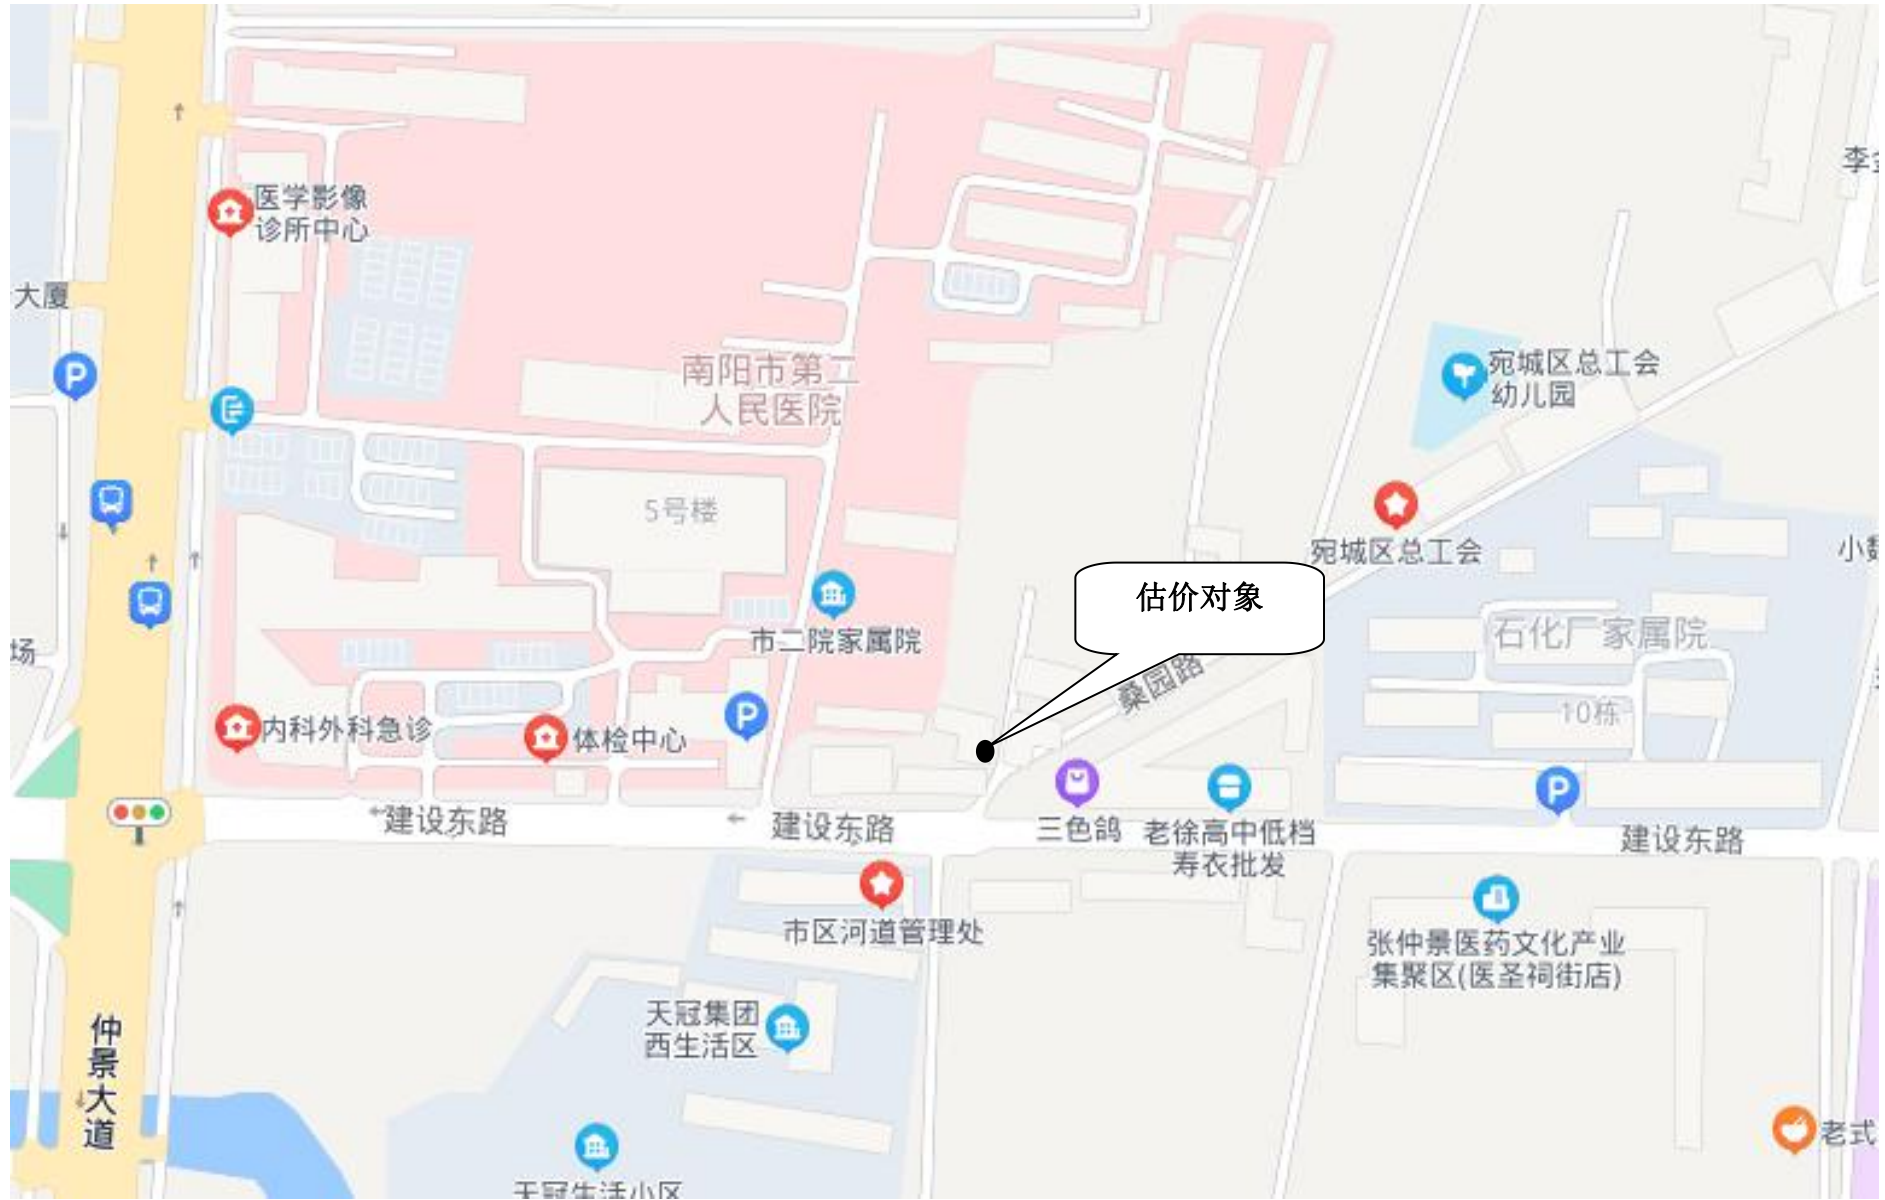 李
医学影像
诊所中心
大厦
南阳市第二
人民医院
宛城区总工会
幼儿园
5号楼
宛城区总工会
小
估价对象
市二院家属院
石化厂家属院
场
桑园路
10栋
内科外科急诊
体检中心
P
P
P
建设东路
建设东路
三色鸽
老徐高中低档
寿衣批发
建设东路
市区河道管理处
张仲景医药文化产业
集聚区(医圣祠街店)
天冠集团
西生活区
仲景大道
老式
天冠生活小区